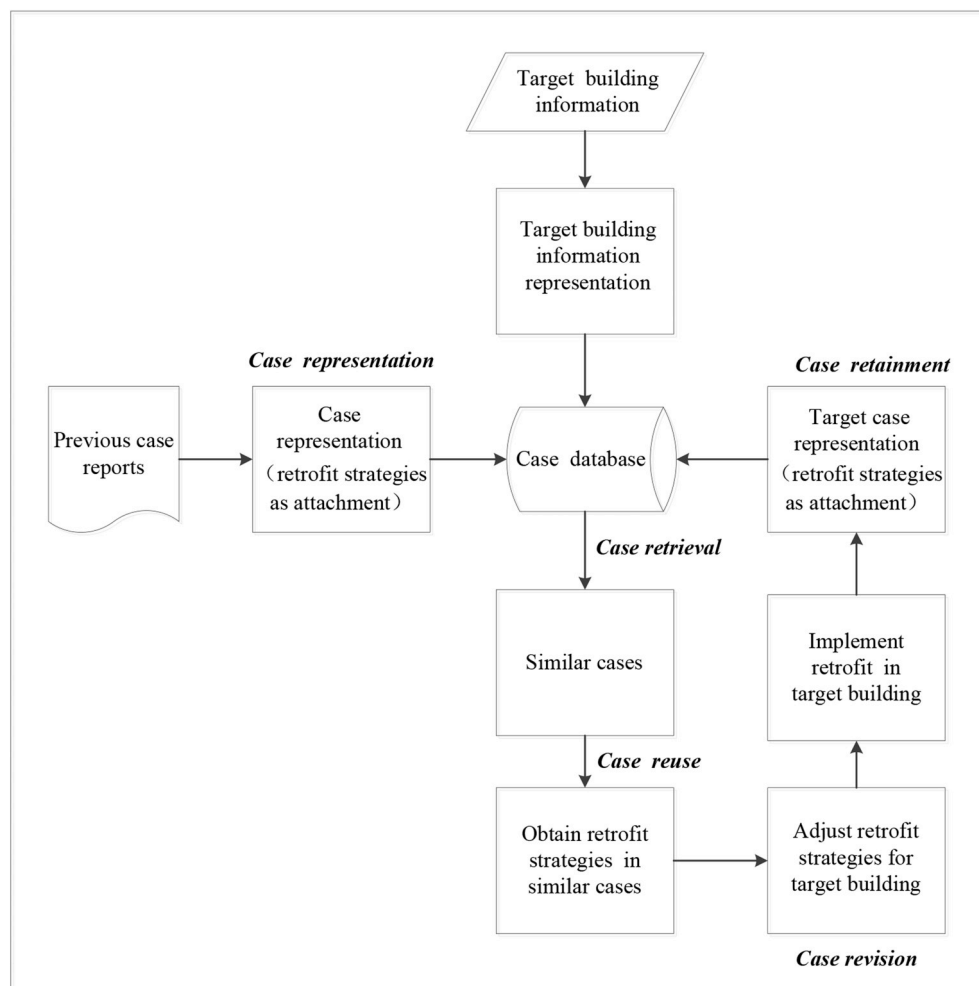 Target building
information
Target building
information
representation
Case representation
Case retainment
Previous case
reports
Case
representation
（retrofit strategies
as attachment）
Case database
Target case
representation
（retrofit strategies
as attachment）
Case retrieval
Similar cases
Implement
retrofit in
target building
Case reuse
Obtain retrofit
strategies in
similar cases
Adjust retrofit
strategies for
target building
Case revision